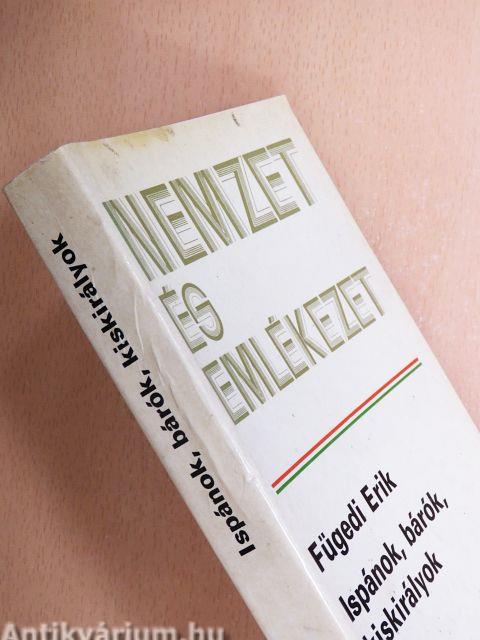 NEMZET
ÉS
EMLÉKEZET
Fügedi Erik
Ispánok, bárók,
kiskirályok
Ispánok, bárók, kiskirályok
Antikvárium.hu